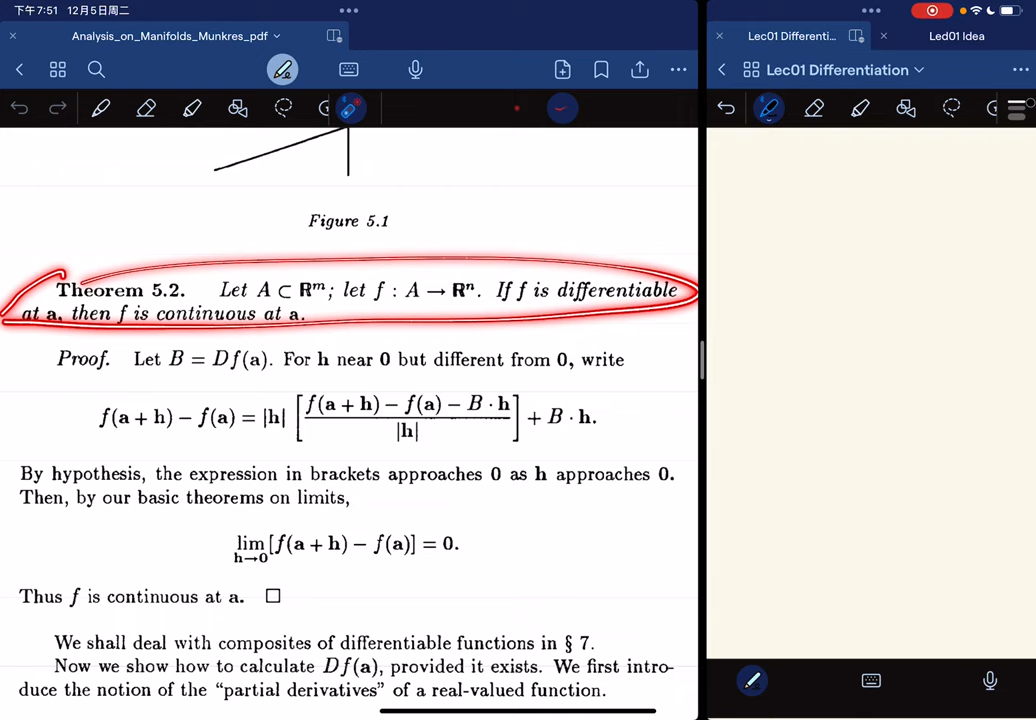 下午7:51 12月5日周二
Analysis_on_Manifolds_Munkres_pdf
Lec01 Differenti...
Led01 Idea
Lec01 Differentiation
Figure 5.1
Theorem 5.2. Let A ⊂ Rᵐ; let f : A → Rⁿ. If f is differentiable
at a, then f is continuous at a.
Proof. Let B = Df(a). For h near 0 but different from 0, write
f(a + h) − f(a) = |h| [ f(a + h) − f(a) − B · h / |h| ] + B · h.
By hypothesis, the expression in brackets approaches 0 as h approaches 0.
Then, by our basic theorems on limits,
lim h→0 [f(a + h) − f(a)] = 0.
Thus f is continuous at a. □
We shall deal with composites of differentiable functions in § 7.
Now we show how to calculate Df(a), provided it exists. We first intro-
duce the notion of the “partial derivatives” of a real-valued function.